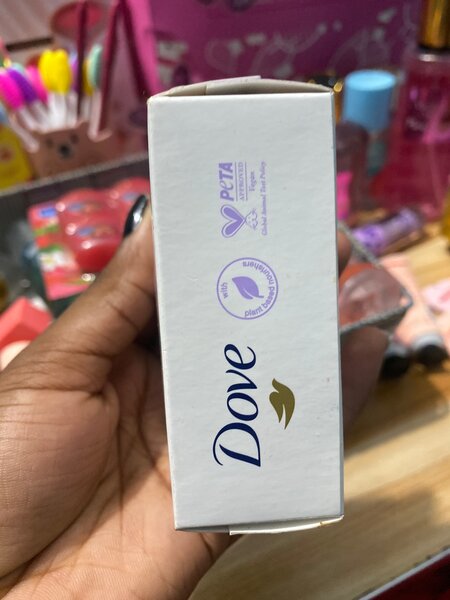 Dove
with
plant based nourishers
PeTA
APPROVED
Vegan
Global Animal Test Policy